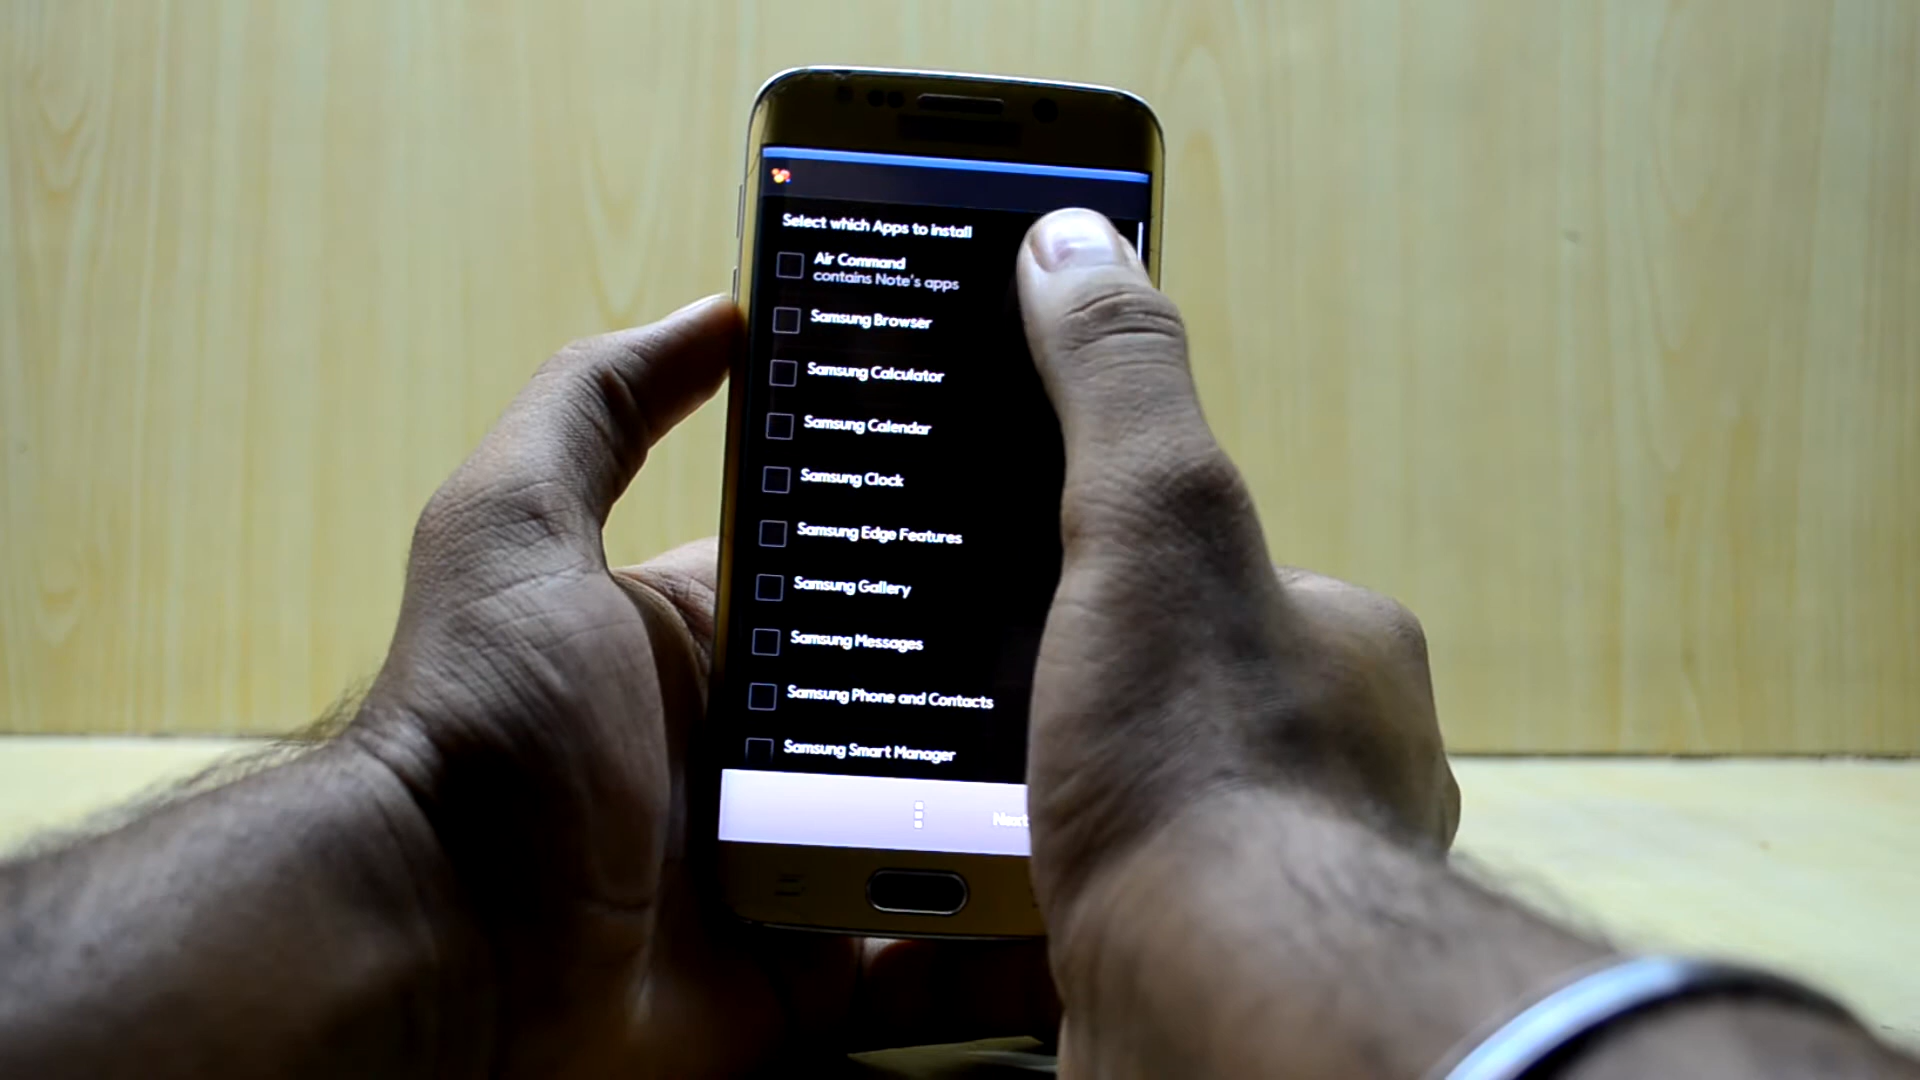 Select which Apps to install
Air Command
contains Note's apps
Samsung Browser
Samsung Calculator
Samsung Calendar
Samsung Clock
Samsung Edge Features
Samsung Gallery
Samsung Messages
Samsung Phone and Contacts
Samsung Smart Manager
Next